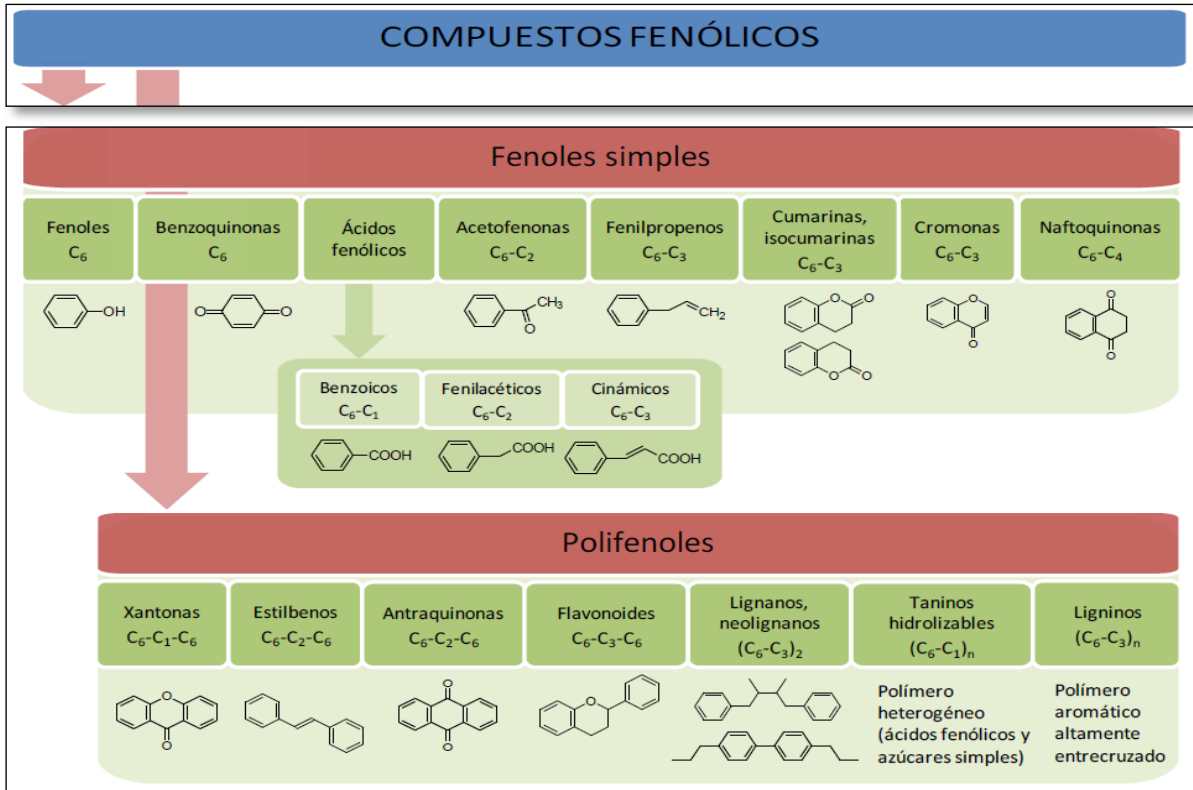 COMPUESTOS FENÓLICOS
Fenoles simples
Fenoles
C₆
Benzoquinonas
C₆
Ácidos
fenólicos
Acetofenonas
C₆-C₂
Fenilpropenos
C₆-C₃
Cumarinas,
isocumarinas
C₆-C₃
Cromonas
C₆-C₃
Naftoquinonas
C₆-C₄
OH
O
O
CH₃
O
CH₂
O
O
O
O
O
O
O
O
Benzoicos
C₆-C₁
Fenilacéticos
C₆-C₂
Cinámicos
C₆-C₃
COOH
COOH
COOH
Polifenoles
Xantonas
C₆-C₁-C₆
Estilbenos
C₆-C₂-C₆
Antraquinonas
C₆-C₂-C₆
Flavonoides
C₆-C₃-C₆
Lignanos,
neolignanos
(C₆-C₃)₂
Taninos
hidrolizables
(C₆-C₁)ₙ
Ligninos
(C₆-C₃)ₙ
O
O
O
O
O
Polímero
heterogéneo
(ácidos fenólicos y
azúcares simples)
Polímero
aromático
altamente
entrecruzado